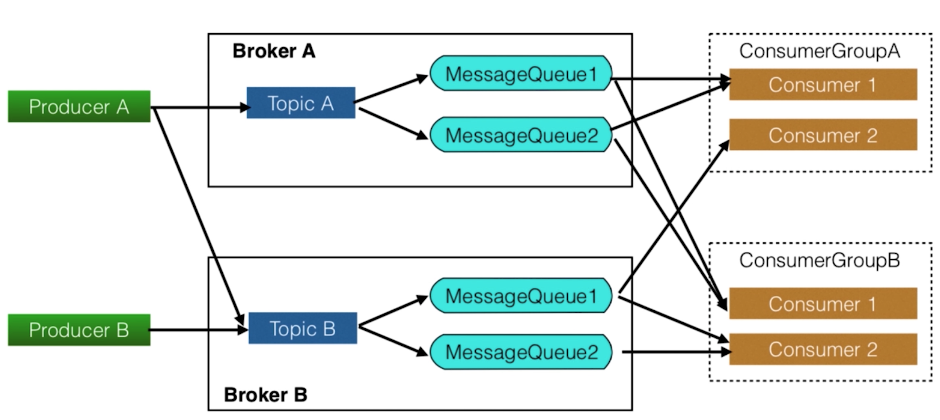 Broker A
ConsumerGroupA
MessageQueue1
Consumer 1
Producer A
Topic A
MessageQueue2
Consumer 2
ConsumerGroupB
MessageQueue1
Consumer 1
Producer B
Topic B
MessageQueue2
Consumer 2
Broker B